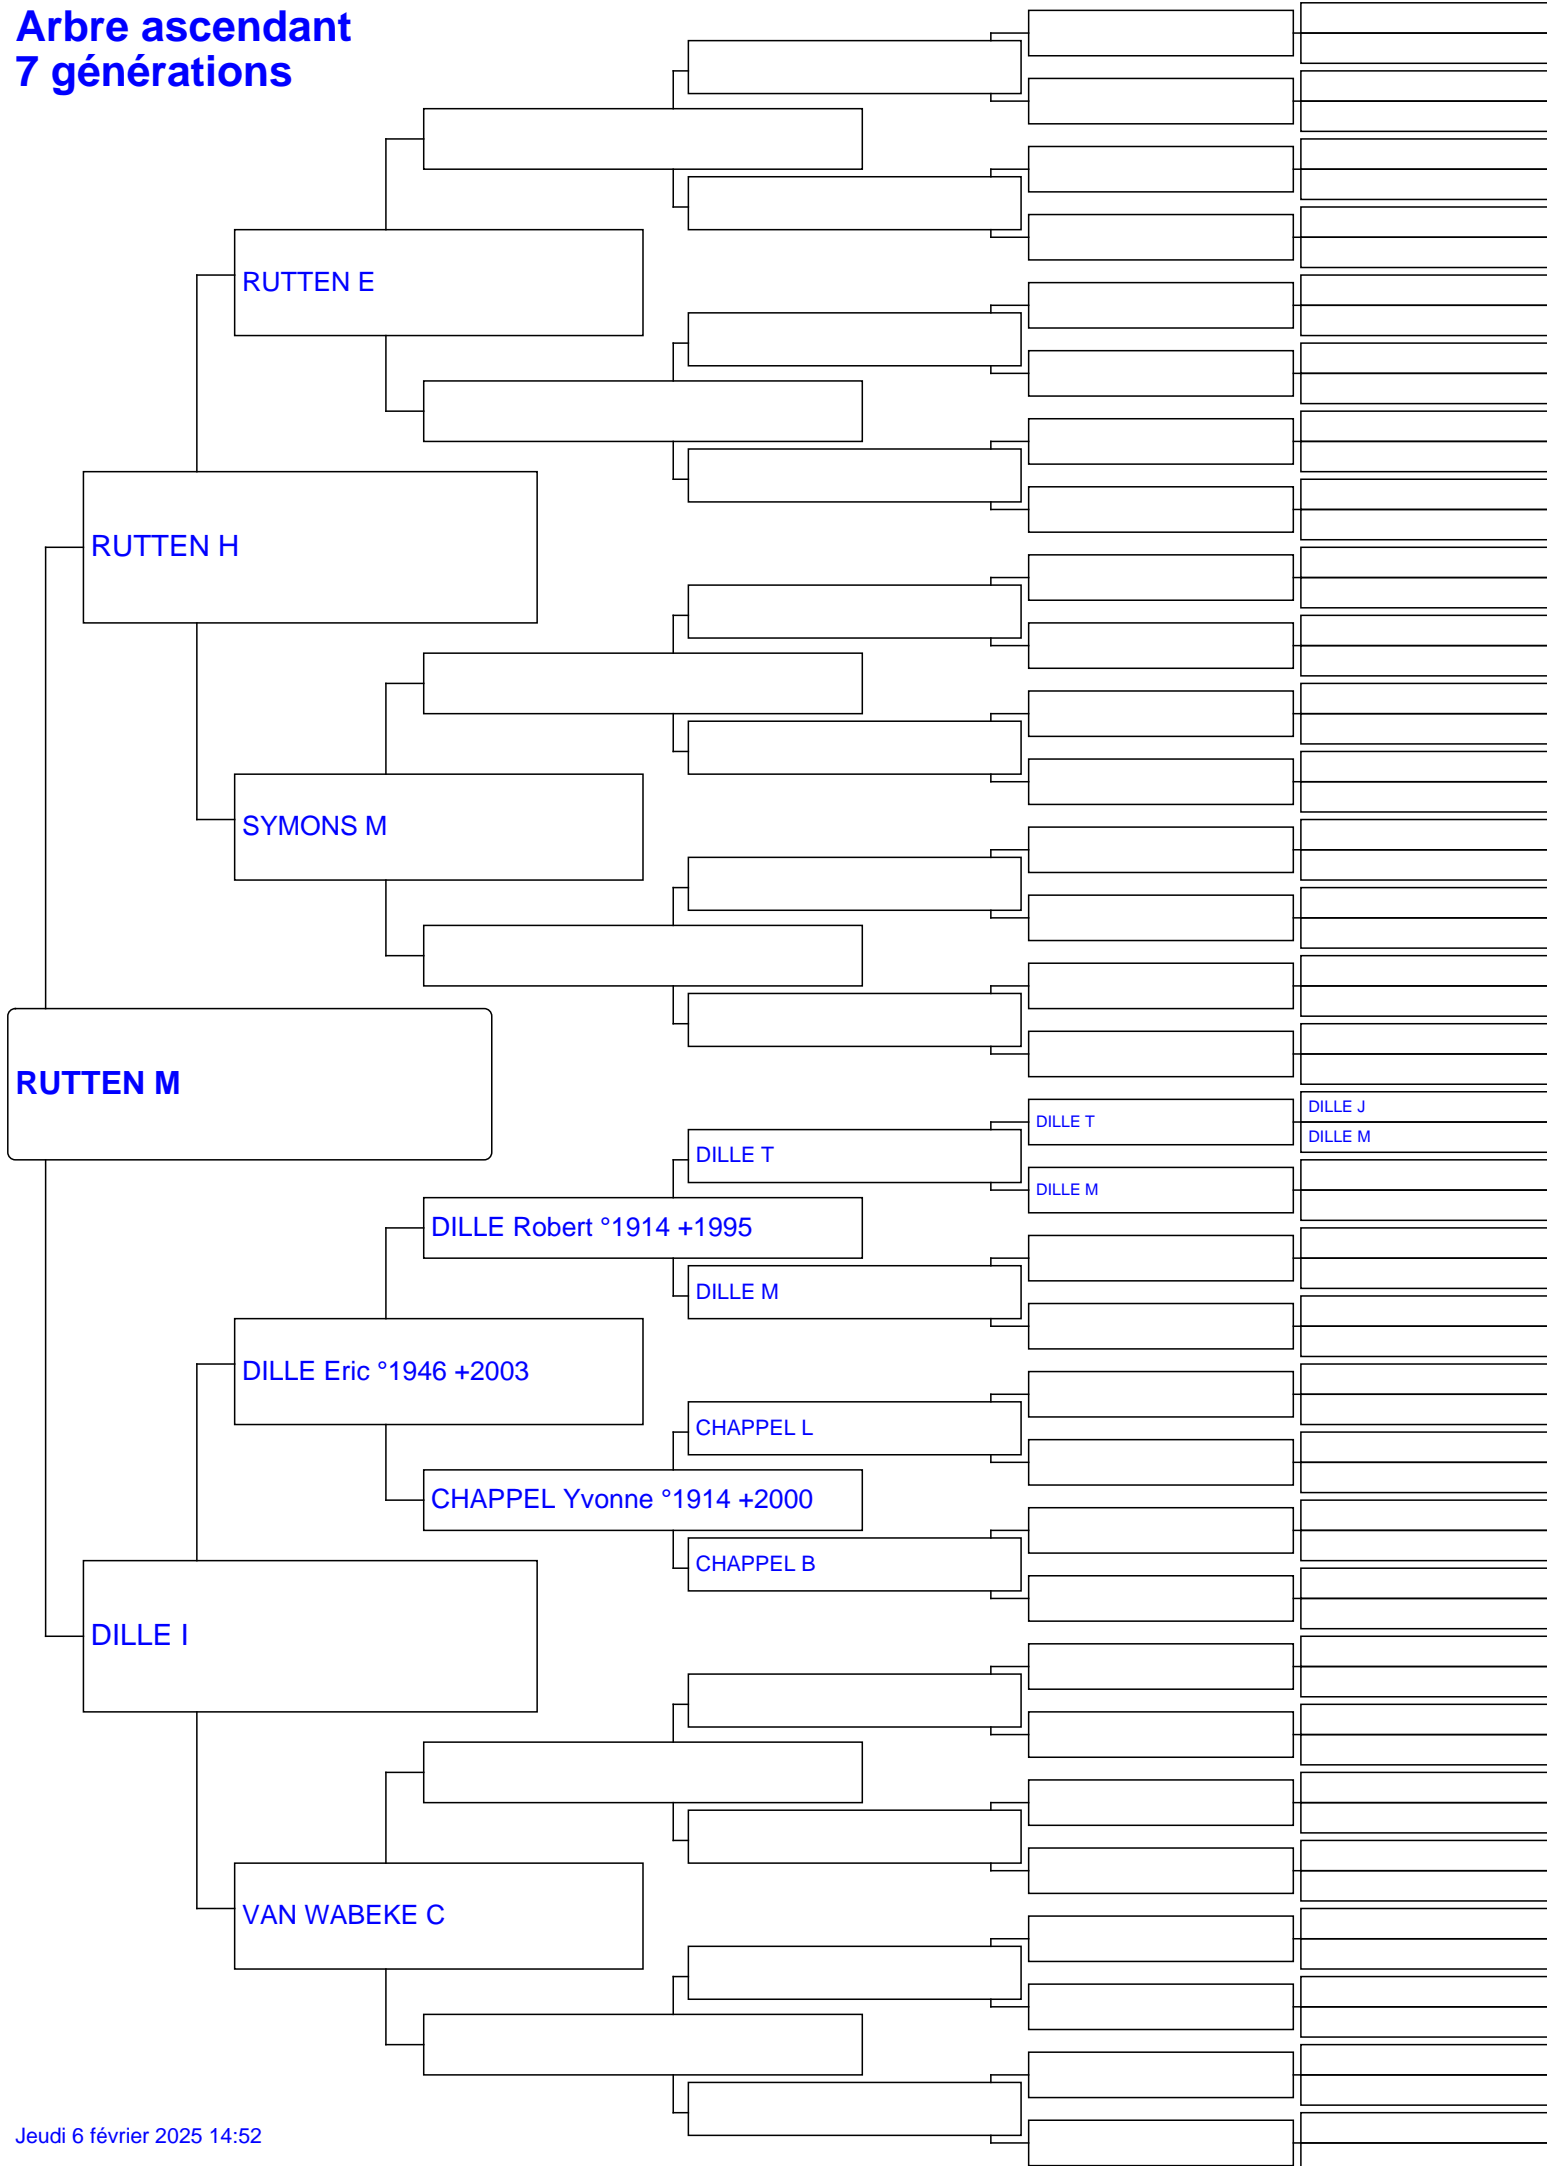 Arbre ascendant
7 générations
RUTTEN E
RUTTEN H
SYMONS M
RUTTEN M
DILLE J
DILLE T
DILLE M
DILLE T
DILLE M
DILLE Robert °1914 +1995
DILLE M
DILLE Eric °1946 +2003
CHAPPEL L
CHAPPEL Yvonne °1914 +2000
CHAPPEL B
DILLE I
VAN WABEKE C
Jeudi 6 février 2025 14:52